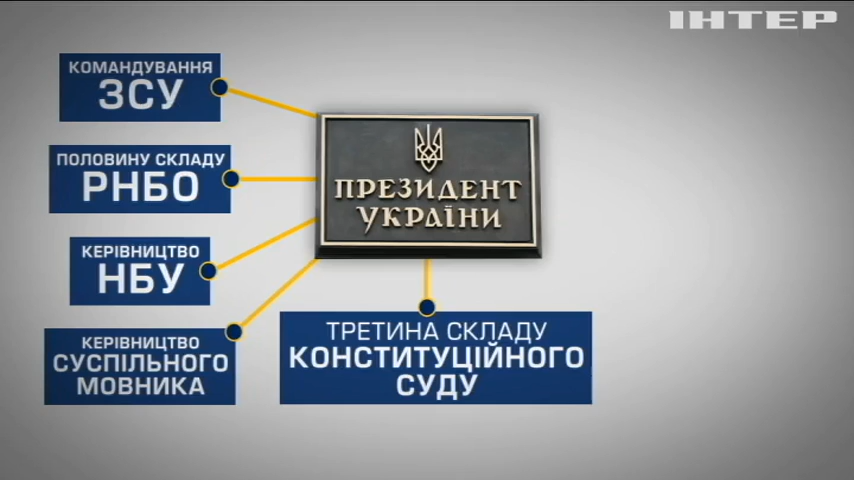 ІНТЕР
КОМАНДУВАННЯ
ЗСУ
ПОЛОВИНУ СКЛАДУ
РНБО
КЕРІВНИЦТВО
НБУ
КЕРІВНИЦТВО
СУСПІЛЬНОГО
МОВНИКА
ПРЕЗИДЕНТ
УКРАЇНИ
ТРЕТИНА СКЛАДУ
КОНСТИТУЦІЙНОГО
СУДУ